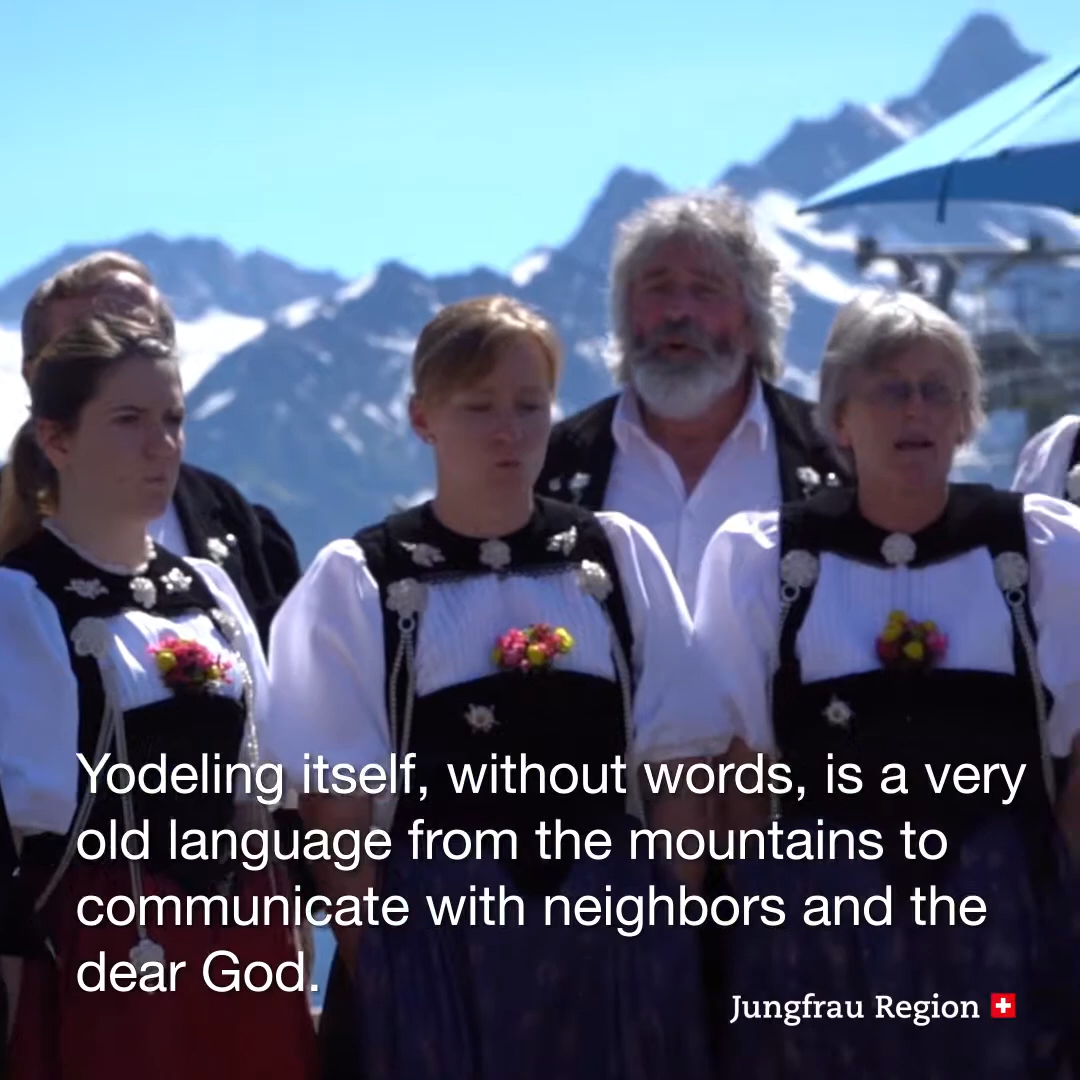 Yodeling itself, without words, is a very
old language from the mountains to
communicate with neighbors and the
dear God.
Jungfrau Region